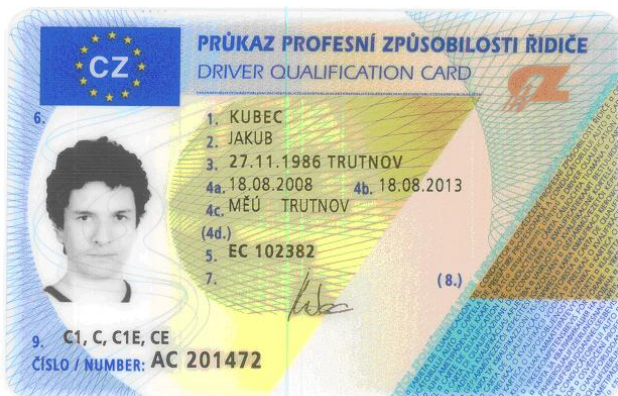 CZ
PRŮKAZ PROFESNÍ ZPŮSOBILOSTI ŘIDIČE
DRIVER QUALIFICATION CARD
6.
1. KUBEC
2. JAKUB
3. 27.11.1986 TRUTNOV
4a. 18.08.2008 4b. 18.08.2013
4c. MĚÚ TRUTNOV
(4d.)
5. EC 102382
7. (8.)
9. C1, C, C1E, CE
ČÍSLO / NUMBER: AC 201472